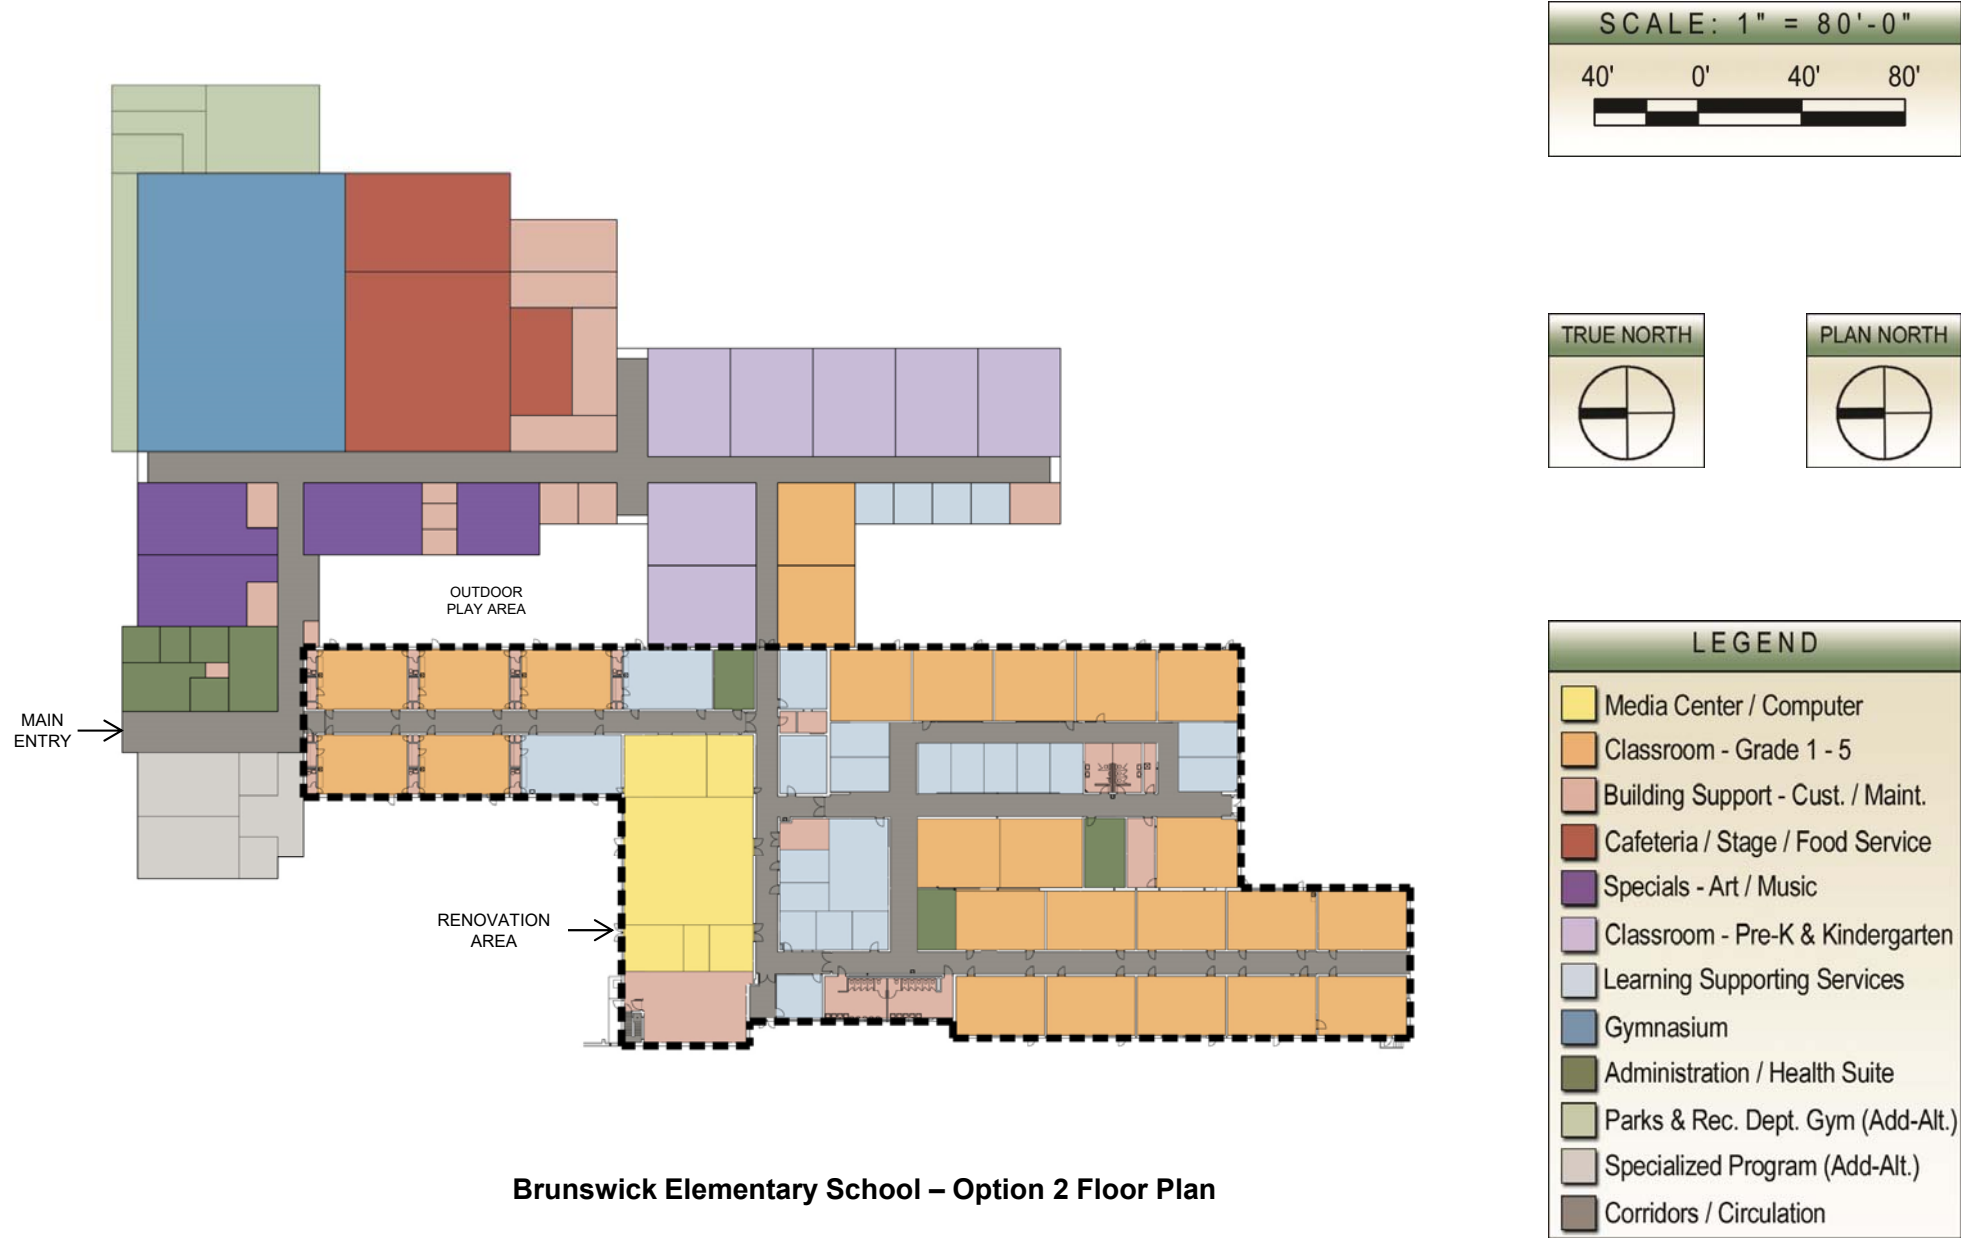 SCALE: 1" = 80'-0"
40' 0' 40' 80'
TRUE NORTH
PLAN NORTH
OUTDOOR
PLAY AREA
MAIN
ENTRY
RENOVATION
AREA
LEGEND
Media Center / Computer
Classroom - Grade 1 - 5
Building Support - Cust. / Maint.
Cafeteria / Stage / Food Service
Specials - Art / Music
Classroom - Pre-K & Kindergarten
Learning Supporting Services
Gymnasium
Administration / Health Suite
Parks & Rec. Dept. Gym (Add-Alt.)
Specialized Program (Add-Alt.)
Corridors / Circulation
Brunswick Elementary School – Option 2 Floor Plan